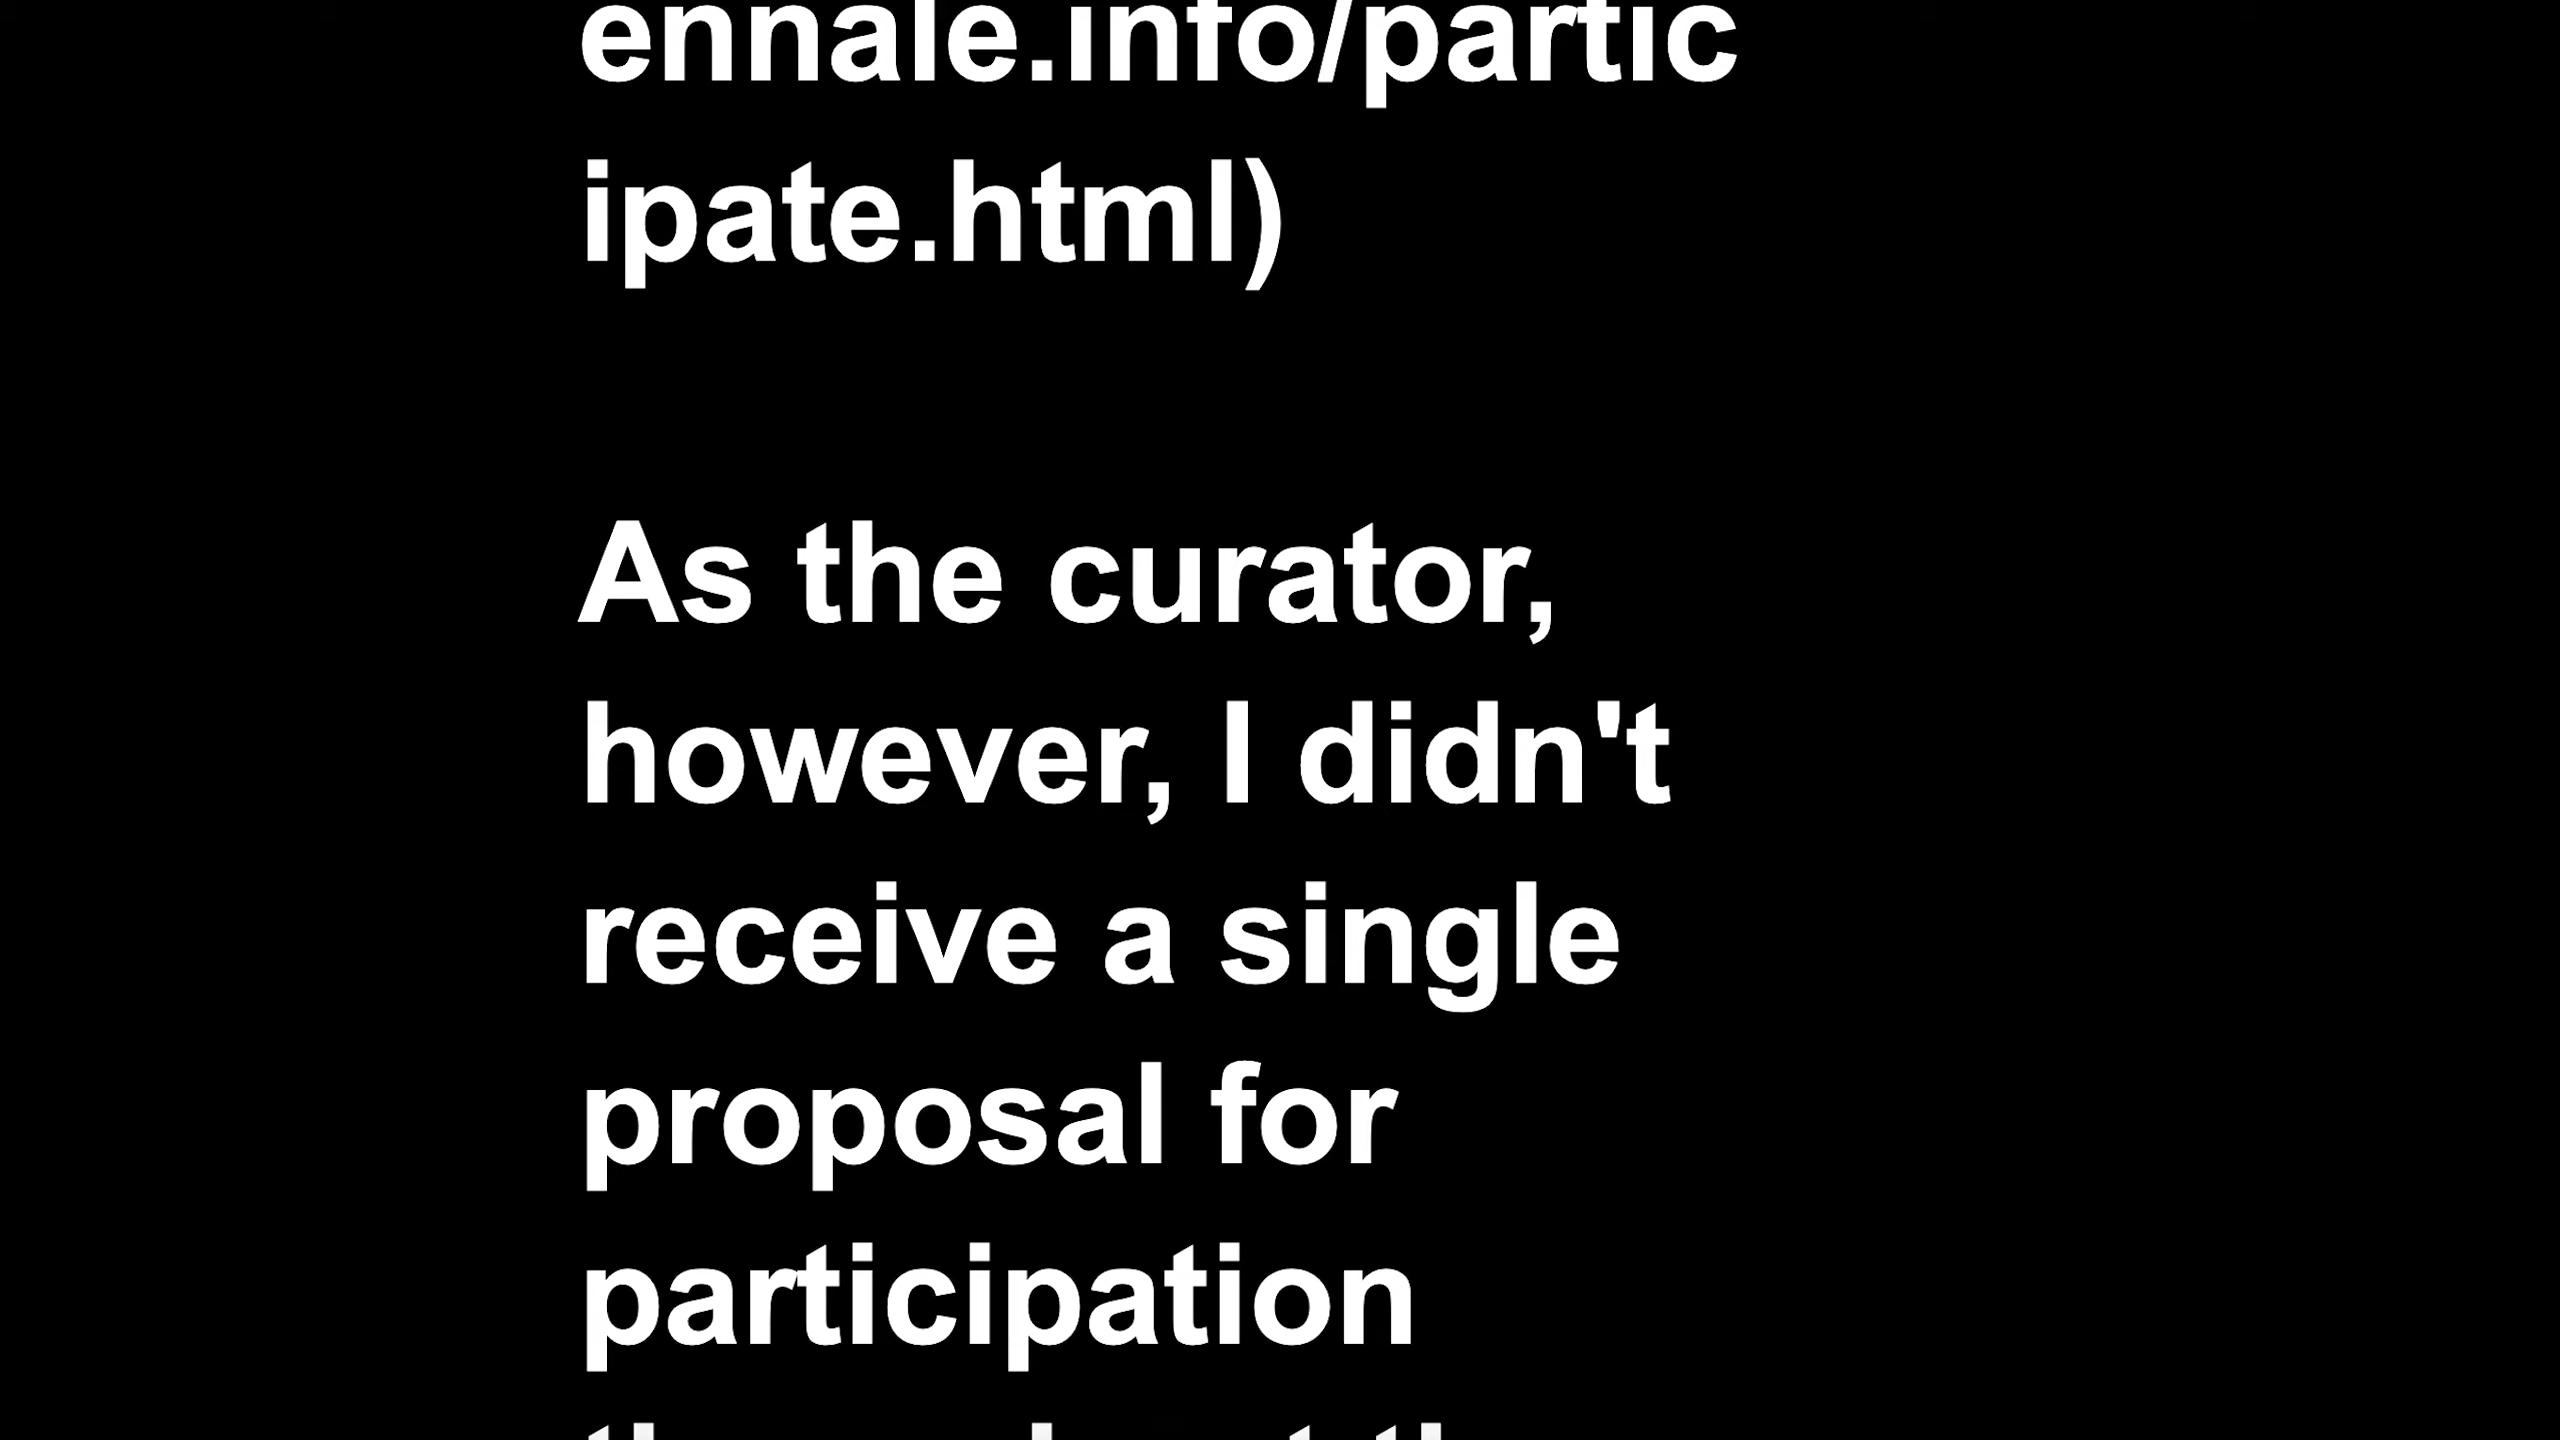 ennale.info/partic
ipate.html)
As the curator,
however, I didn't
receive a single
proposal for
participation